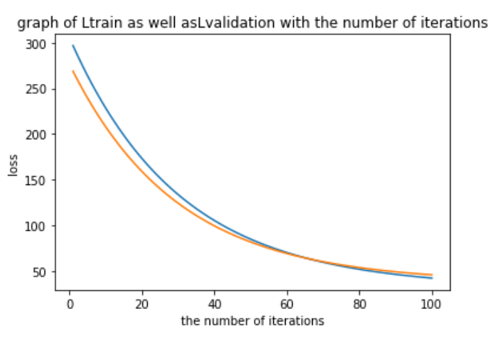 graph of Ltrain as well asLvalidation with the number of iterations
300
250
200
150
100
50
loss
0 20 40 60 80 100
the number of iterations